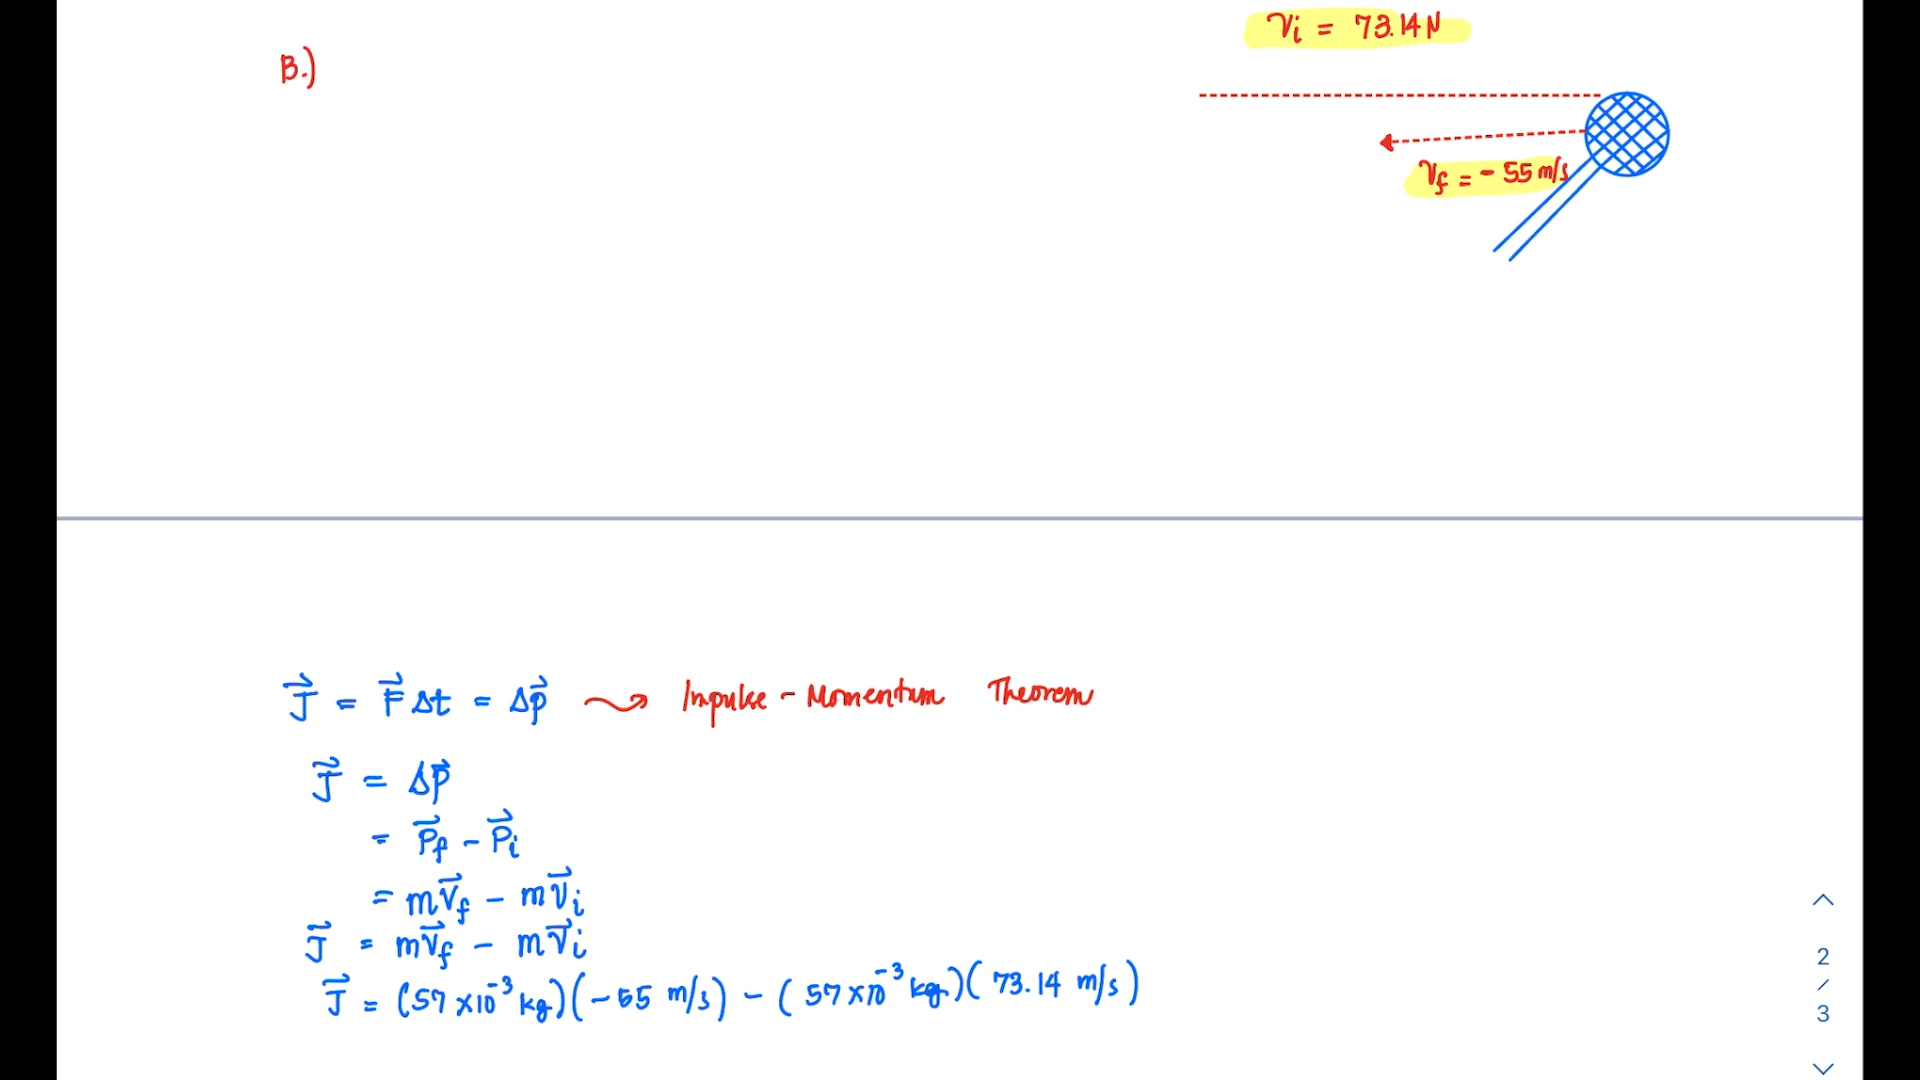 𝓥i = 73.14 N
B.)
Vf = - 55 m/s
J⃗ = F⃗ Δt = Δp⃗ ⤳ Impulse - Momentum Theorem
J⃗ = Δp⃗
= P⃗f - P⃗i
= mV⃗f - mV⃗i
J⃗ = mV⃗f - mV⃗i
J⃗ = (57 x10⁻³ kg)(-55 m/s) - (57 x10⁻³ kg)(73.14 m/s)
2
/
3